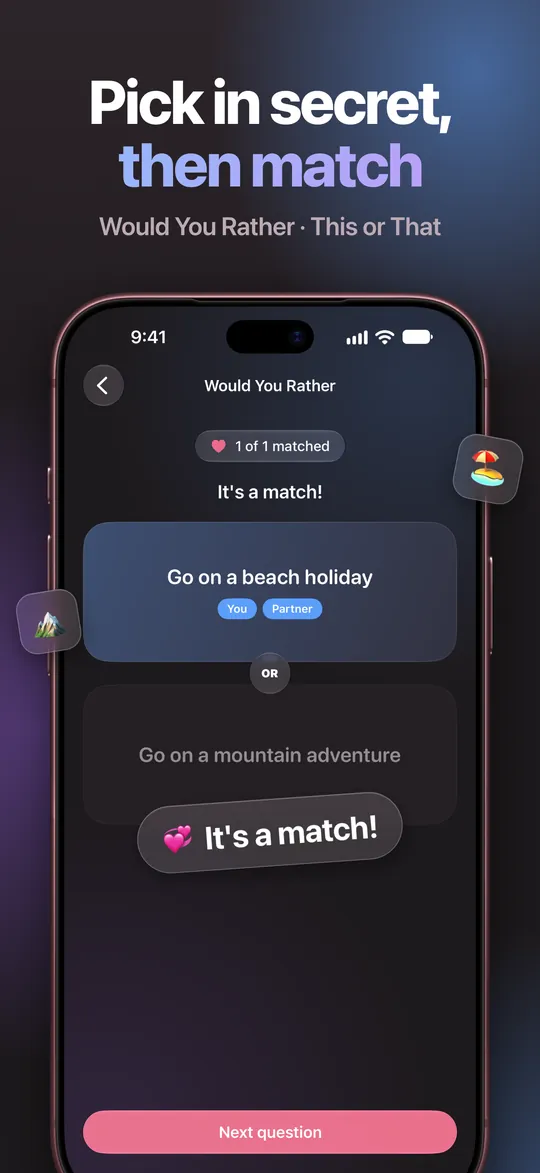 Pick in secret,
then match
Would You Rather · This or That
9:41
Would You Rather
1 of 1 matched
It's a match!
Go on a beach holiday
You Partner
OR
Go on a mountain adventure
It's a match!
Next question